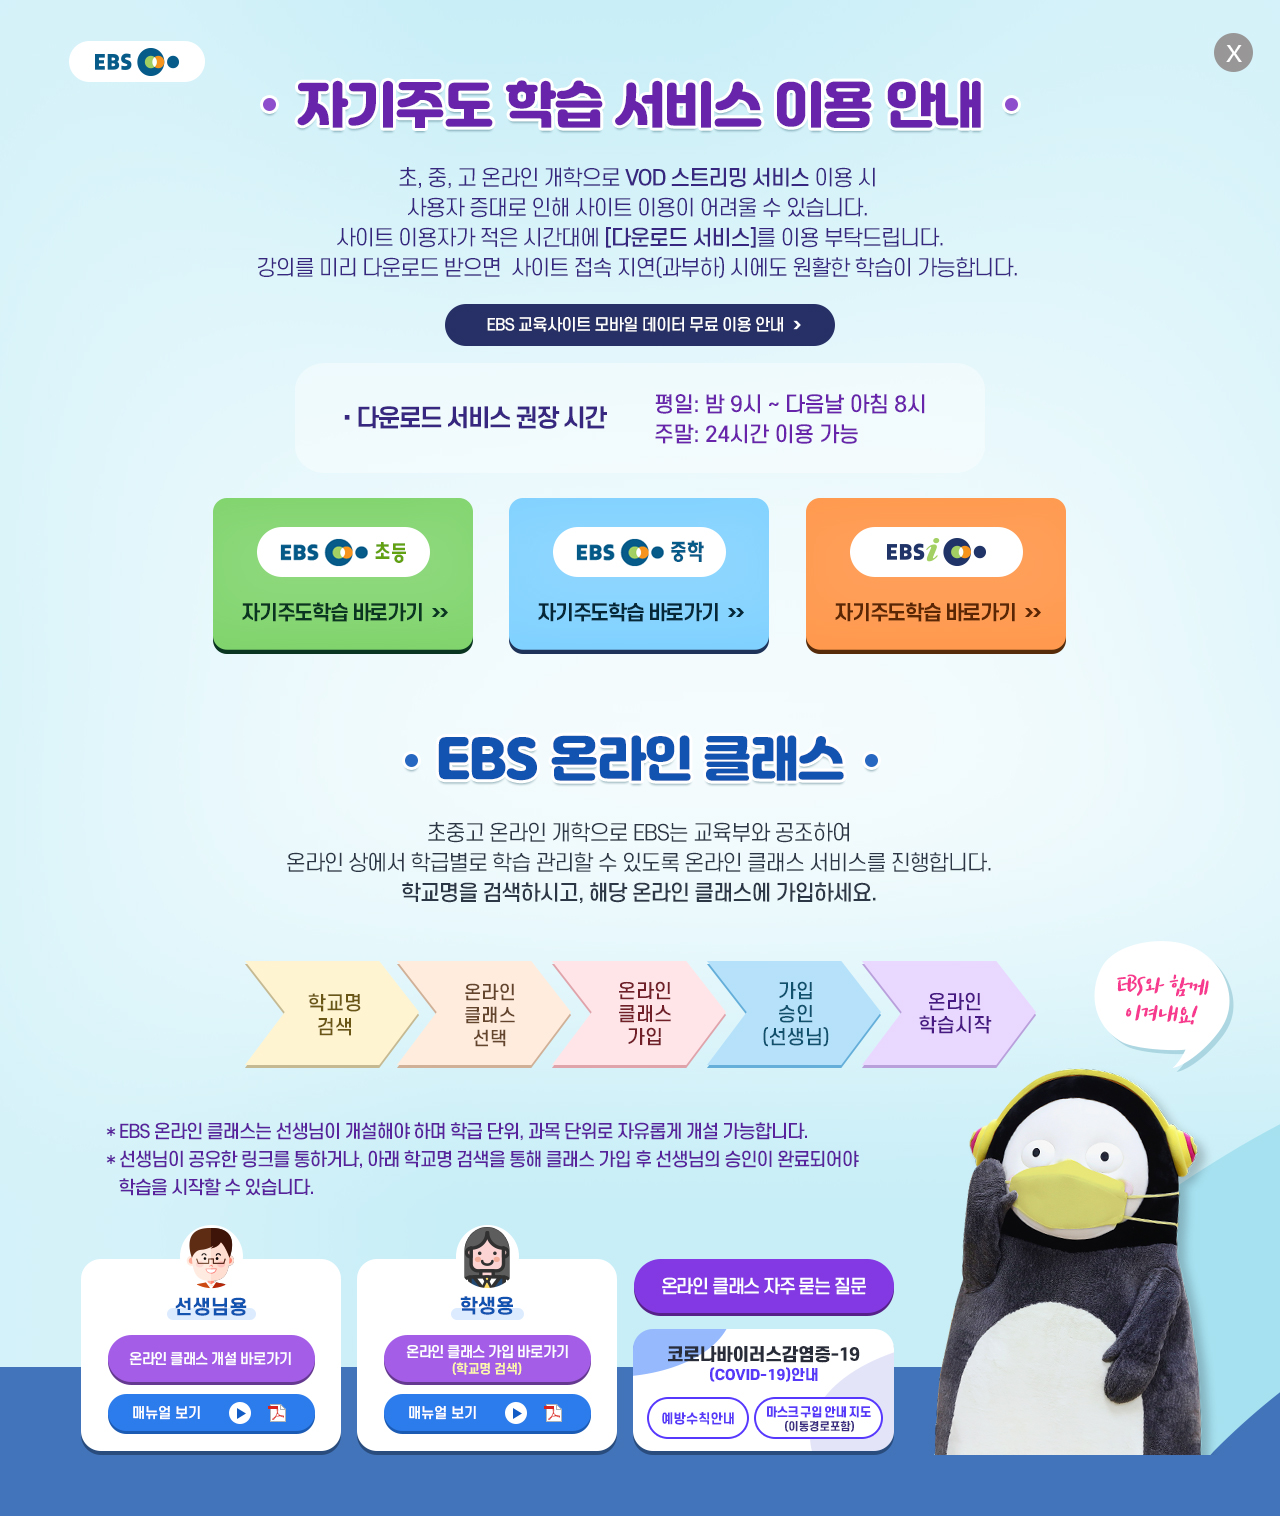 EBS
X
· 자기주도 학습 서비스 이용 안내 ·
초, 중, 고 온라인 개학으로 VOD 스트리밍 서비스 이용 시
사용자 증대로 인해 사이트 이용이 어려울 수 있습니다.
사이트 이용자가 적은 시간대에 [다운로드 서비스]를 이용 부탁드립니다.
강의를 미리 다운로드 받으면 사이트 접속 지연(과부하) 시에도 원활한 학습이 가능합니다.
EBS 교육사이트 모바일 데이터 무료 이용 안내 >
· 다운로드 서비스 권장 시간
평일: 밤 9시 ~ 다음날 아침 8시
주말: 24시간 이용 가능
EBS 초등
자기주도학습 바로가기 >>
EBS 중학
자기주도학습 바로가기 >>
EBSi
자기주도학습 바로가기 >>
· EBS 온라인 클래스 ·
초중고 온라인 개학으로 EBS는 교육부와 공조하여
온라인 상에서 학급별로 학습 관리할 수 있도록 온라인 클래스 서비스를 진행합니다.
학교명을 검색하시고, 해당 온라인 클래스에 가입하세요.
학교명
검색
온라인
클래스
선택
온라인
클래스
가입
가입
승인
(선생님)
온라인
학습시작
EBS와 함께
이겨내요!
* EBS 온라인 클래스는 선생님이 개설해야 하며 학급 단위, 과목 단위로 자유롭게 개설 가능합니다.
* 선생님이 공유한 링크를 통하거나, 아래 학교명 검색을 통해 클래스 가입 후 선생님의 승인이 완료되어야
학습을 시작할 수 있습니다.
선생님용
온라인 클래스 개설 바로가기
매뉴얼 보기
학생용
온라인 클래스 가입 바로가기
(학교명 검색)
매뉴얼 보기
온라인 클래스 자주 묻는 질문
코로나바이러스감염증-19
(COVID-19)안내
예방수칙안내
마스크 구입 안내 지도
(이동경로포함)